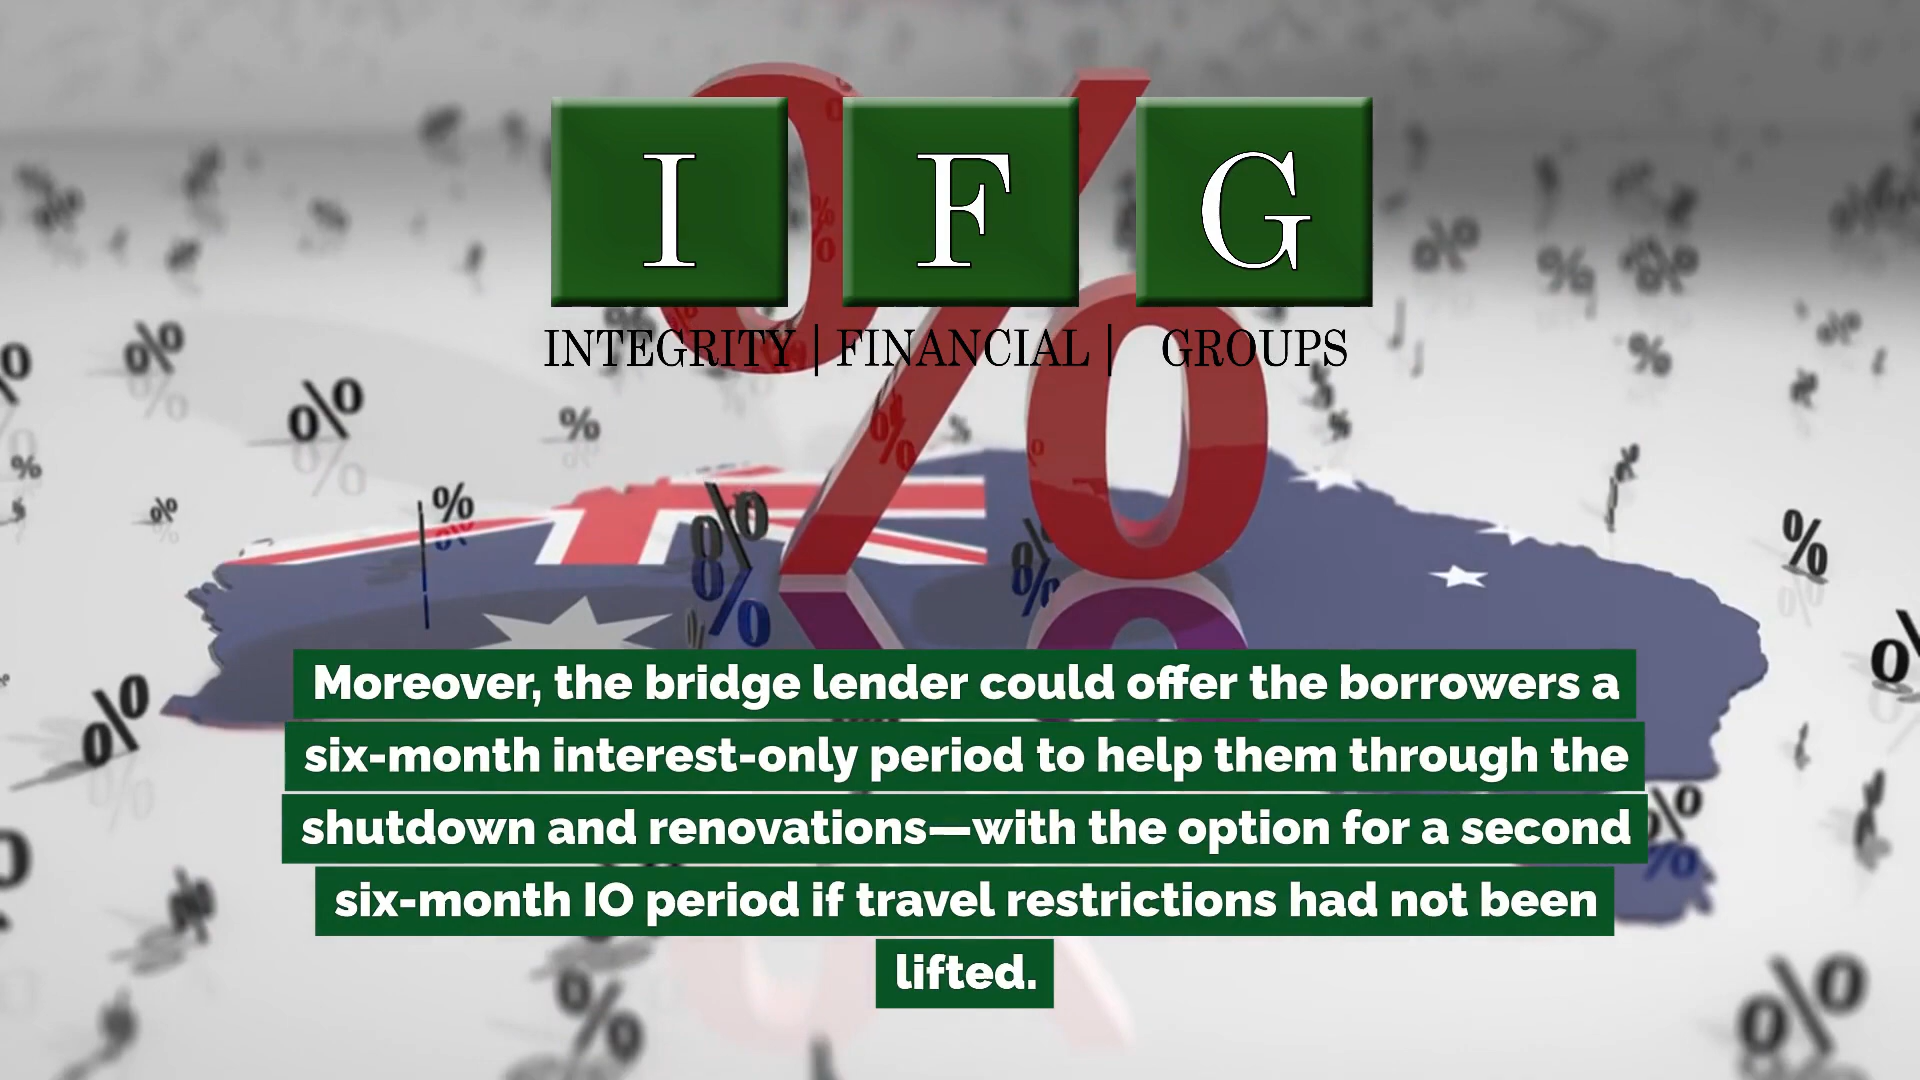 I F G
INTEGRITY | FINANCIAL | GROUPS
Moreover, the bridge lender could offer the borrowers a
six-month interest-only period to help them through the
shutdown and renovations—with the option for a second
six-month IO period if travel restrictions had not been
lifted.